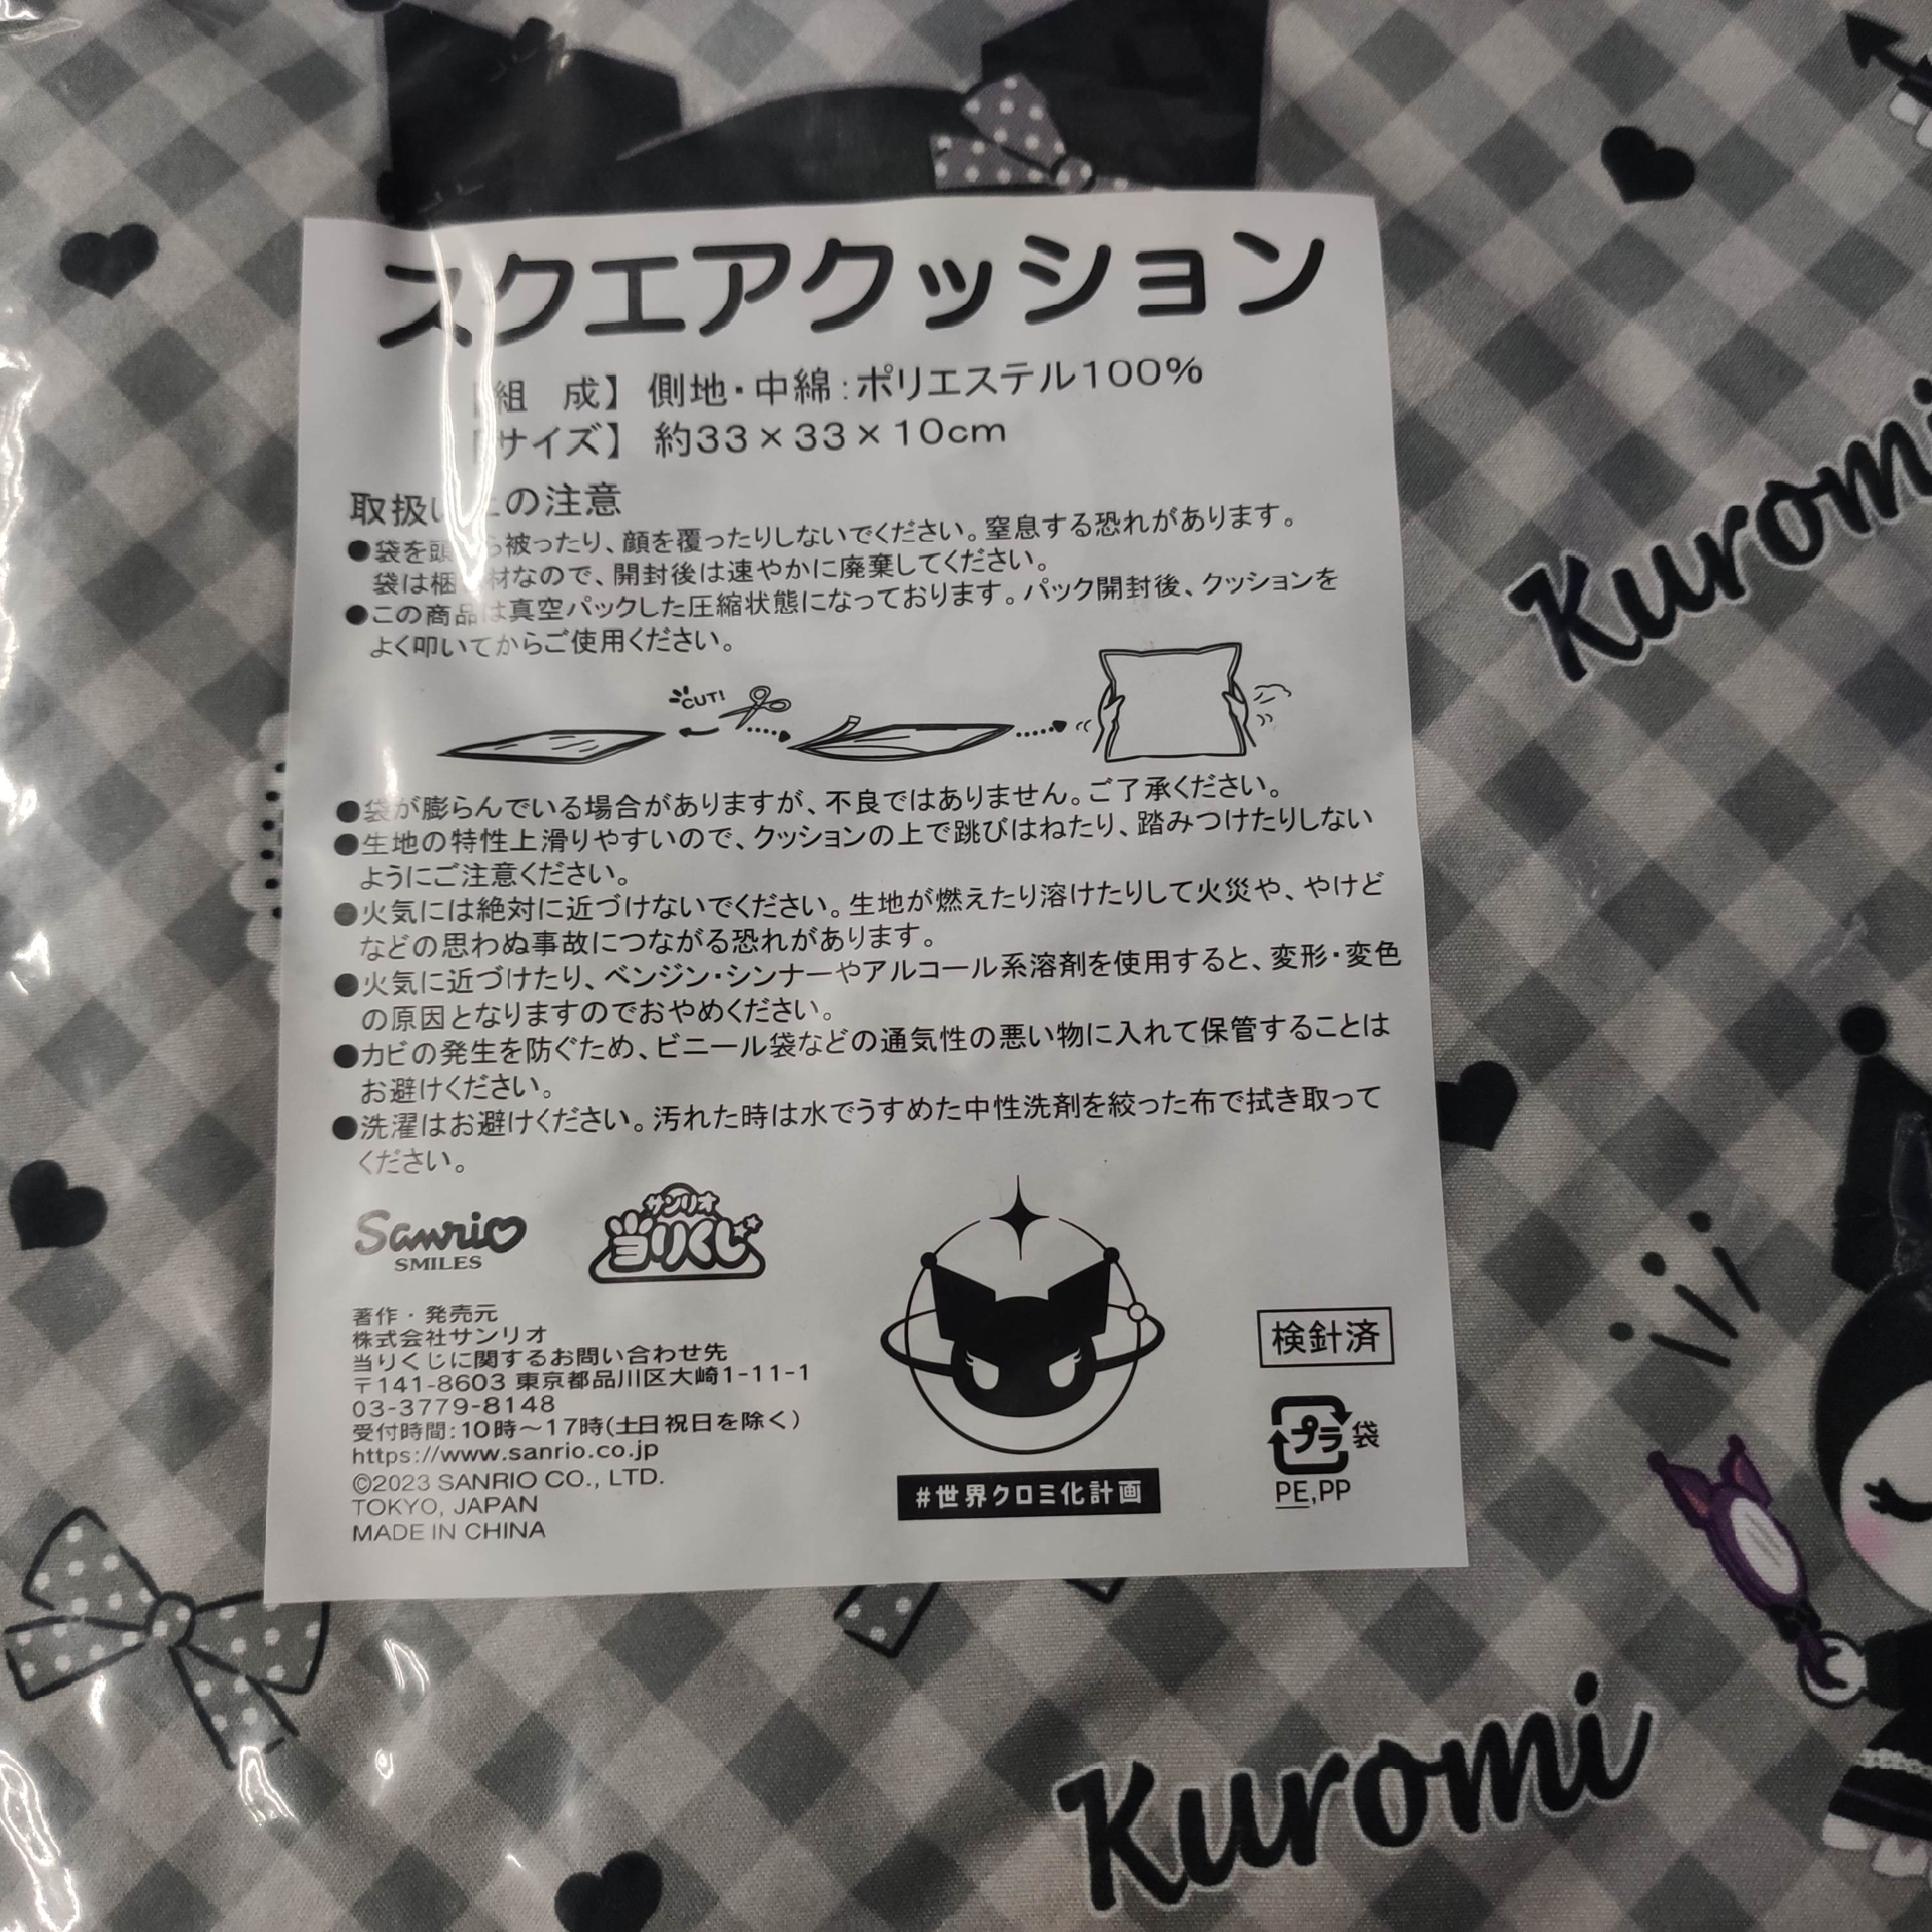 スクエアクッション
【組 成】 側地・中綿:ポリエステル100%
【サイズ】 約33×33×10cm
取扱い上の注意
●袋を頭から被ったり、顔を覆ったりしないでください。窒息する恐れがあります。
袋は梱包材なので、開封後は速やかに廃棄してください。
●この商品は真空パックした圧縮状態になっております。パック開封後、クッションを
よく叩いてからご使用ください。
CUT!
●袋が膨らんでいる場合がありますが、不良ではありません。ご了承ください。
●生地の特性上滑りやすいので、クッションの上で跳びはねたり、踏みつけたりしない
ようにご注意ください。
●火気には絶対に近づけないでください。生地が燃えたり溶けたりして火災や、やけど
などの思わぬ事故につながる恐れがあります。
●火気に近づけたり、ベンジン・シンナーやアルコール系溶剤を使用すると、変形・変色
の原因となりますのでおやめください。
●カビの発生を防ぐため、ビニール袋などの通気性の悪い物に入れて保管することは
お避けください。
●洗濯はお避けください。汚れた時は水でうすめた中性洗剤を絞った布で拭き取って
ください。
Sanrio
SMILES
サンリオ
当りくじ
著作・発売元
株式会社サンリオ
当りくじに関するお問い合わせ先
〒141-8603 東京都品川区大崎1-11-1
03-3779-8148
受付時間:10時～17時(土日祝日を除く)
https://www.sanrio.co.jp
©2023 SANRIO CO., LTD.
TOKYO, JAPAN
MADE IN CHINA
#世界クロミ化計画
検針済
プラ 袋
PE,PP
Kuromi
Kuromi